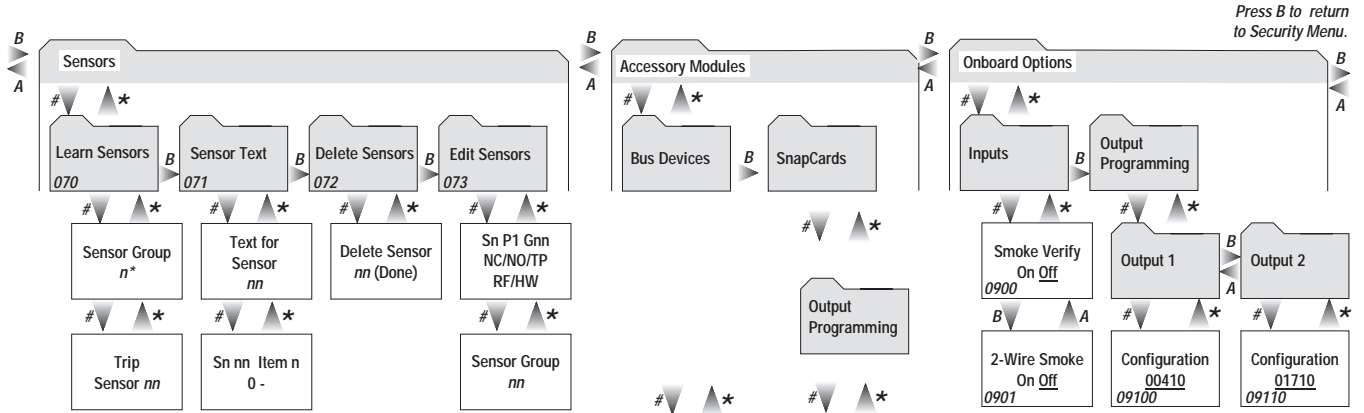 Press B to return
to Security Menu.
B
A
Sensors
# *
Learn Sensors
070
B
Sensor Text
071
B
Delete Sensors
072
B
Edit Sensors
073
# *
Sensor Group
n*
# *
Trip
Sensor nn
# *
Text for
Sensor
nn
# *
Sn nn Item n
0 -
# *
Delete Sensor
nn (Done)
# *
Sn P1 Gnn
NC/NO/TP
RF/HW
# *
Sensor Group
nn
B
A
Accessory Modules
# *
Bus Devices
B
SnapCards
# *
Output
Programming
# *
# *
B
A
Onboard Options
# *
Inputs
B
Output
Programming
# *
Smoke Verify
On Off
0900
B A
2-Wire Smoke
On Off
0901
# *
Output 1
B
A
Output 2
# *
Configuration
00410
09100
# *
Configuration
01710
09110
B
A